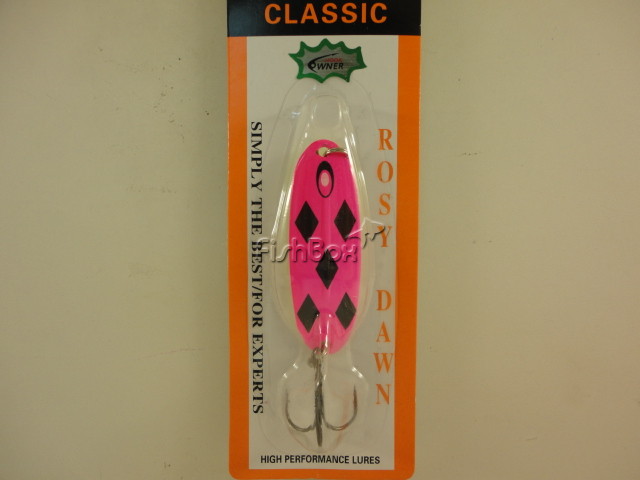 CLASSIC
OWNER
SIMPLY THE BEST/FOR EXPERTS
ROSY DAWN
FishBox
HIGH PERFORMANCE LURES